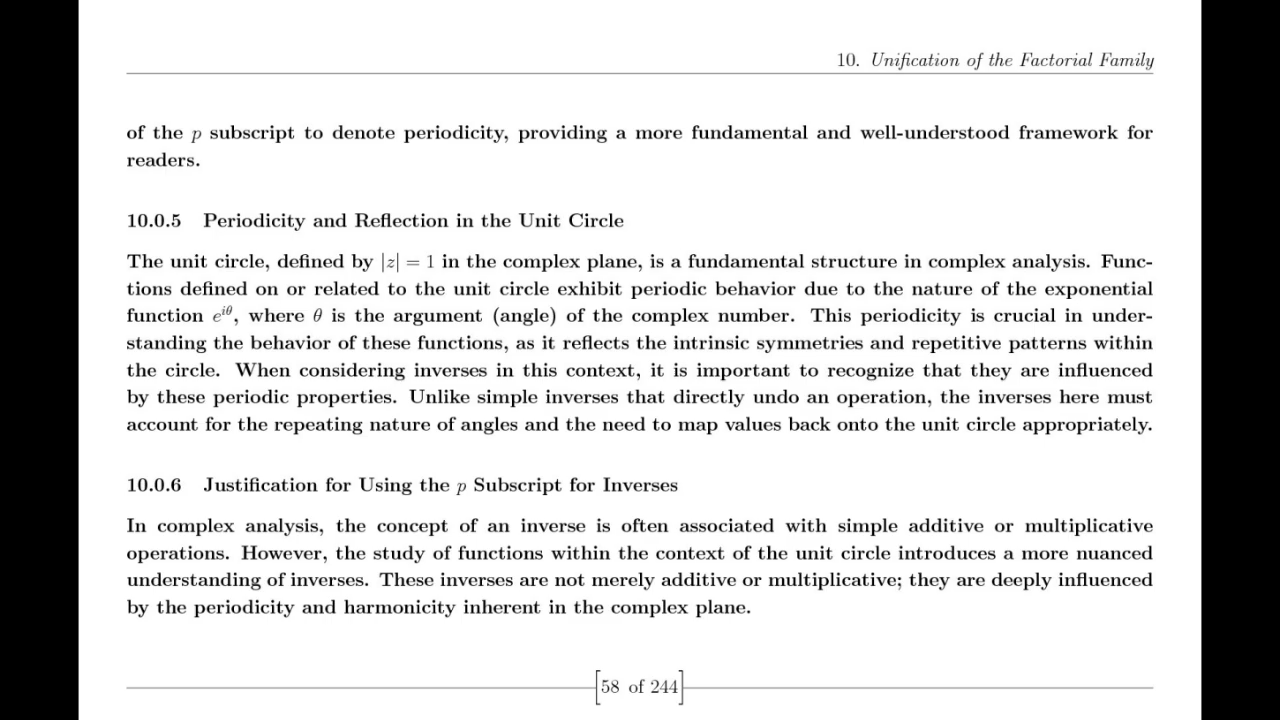 10. Unification of the Factorial Family
of the p subscript to denote periodicity, providing a more fundamental and well-understood framework for
readers.
10.0.5 Periodicity and Reflection in the Unit Circle
The unit circle, defined by |z| = 1 in the complex plane, is a fundamental structure in complex analysis. Func-
tions defined on or related to the unit circle exhibit periodic behavior due to the nature of the exponential
function e^{iθ}, where θ is the argument (angle) of the complex number. This periodicity is crucial in under-
standing the behavior of these functions, as it reflects the intrinsic symmetries and repetitive patterns within
the circle. When considering inverses in this context, it is important to recognize that they are influenced
by these periodic properties. Unlike simple inverses that directly undo an operation, the inverses here must
account for the repeating nature of angles and the need to map values back onto the unit circle appropriately.
10.0.6 Justification for Using the p Subscript for Inverses
In complex analysis, the concept of an inverse is often associated with simple additive or multiplicative
operations. However, the study of functions within the context of the unit circle introduces a more nuanced
understanding of inverses. These inverses are not merely additive or multiplicative; they are deeply influenced
by the periodicity and harmonicity inherent in the complex plane.
[58 of 244]